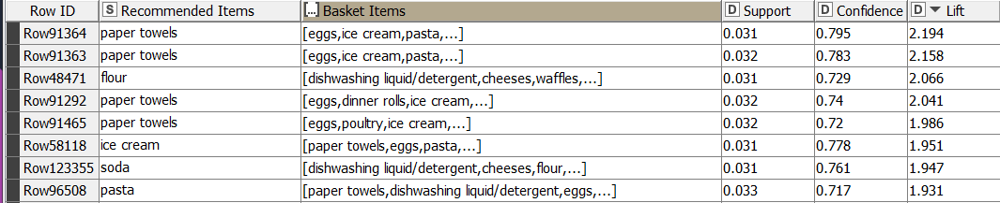 Row ID S Recommended Items [...] Basket Items D Support D Confidence D Lift
Row91364 paper towels [eggs,ice cream,pasta,...] 0.031 0.795 2.194
Row91363 paper towels [eggs,ice cream,pasta,...] 0.032 0.783 2.158
Row48471 flour [dishwashing liquid/detergent,cheeses,waffles,...] 0.031 0.729 2.066
Row91292 paper towels [eggs,dinner rolls,ice cream,...] 0.032 0.74 2.041
Row91465 paper towels [eggs,poultry,ice cream,...] 0.032 0.72 1.986
Row58118 ice cream [paper towels,eggs,pasta,...] 0.031 0.778 1.951
Row123355 soda [dishwashing liquid/detergent,cheeses,flour,...] 0.031 0.761 1.947
Row96508 pasta [paper towels,dishwashing liquid/detergent,eggs,...] 0.033 0.717 1.931